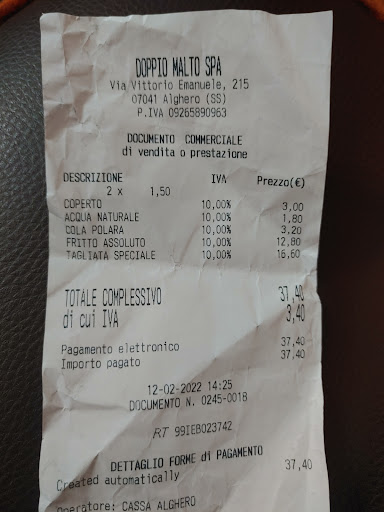 DOPPIO MALTO SPA
Via Vittorio Emanuele, 215
07041 Alghero (SS)
P.IVA 09265890963
DOCUMENTO COMMERCIALE
di vendita o prestazione
DESCRIZIONE IVA Prezzo(€)
2 x 1,50
COPERTO 10,00% 3,00
ACQUA NATURALE 10,00% 1,80
COLA POLARA 10,00% 3,20
FRITTO ASSOLUTO 10,00% 12,80
TAGLIATA SPECIALE 10,00% 16,60
TOTALE COMPLESSIVO 37,40
di cui IVA 3,40
Pagamento elettronico 37,40
Importo pagato 37,40
12-02-2022 14:25
DOCUMENTO N. 0245-0018
RT 99IEB023742
DETTAGLIO FORME di PAGAMENTO
Created automatically 37,40
Operatore: CASSA ALGHERO